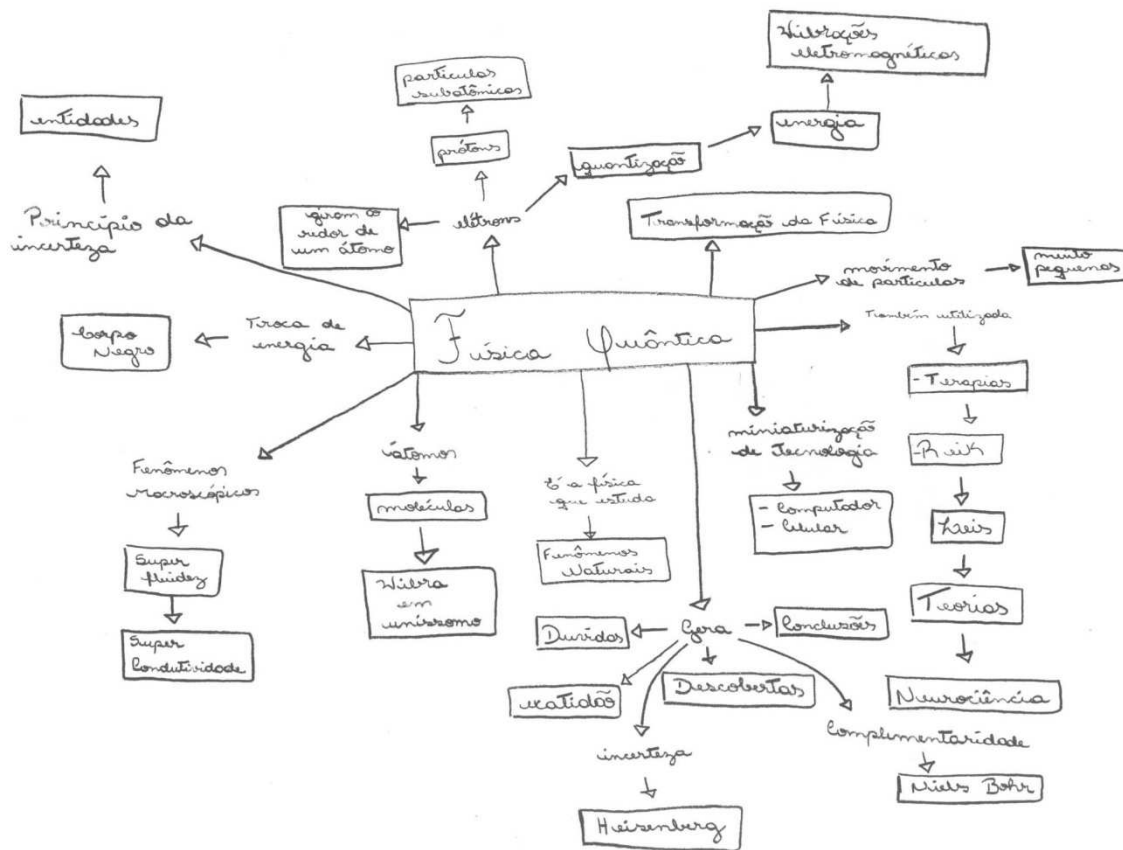 Vibrações
eletromagnéticas
partículas
subatômicas
entidades
energia
prótons
quantização
Princípio da
incerteza
giram ao
redor de
um átomo
elétrons
Transformação da Física
movimento
de partículas
muito
pequenas
Também utilizada
Corpo
Negro
Troca de
energia
Física Quântica
- Terapias
- Reik
Leis
Teorias
Neurociência
miniaturização
de tecnologia
- Computador
- Celular
Fenômenos
Macroscópicos
Super
fluidez
Super
Condutividade
átomos
moléculas
Vibra
em
uníssomo
É a física
que estuda
Fenômenos
Naturais
Duvidas
Gera
Conclusões
exatidão
Descobertas
incerteza
Heisenberg
Complementaridade
Niels Bohr